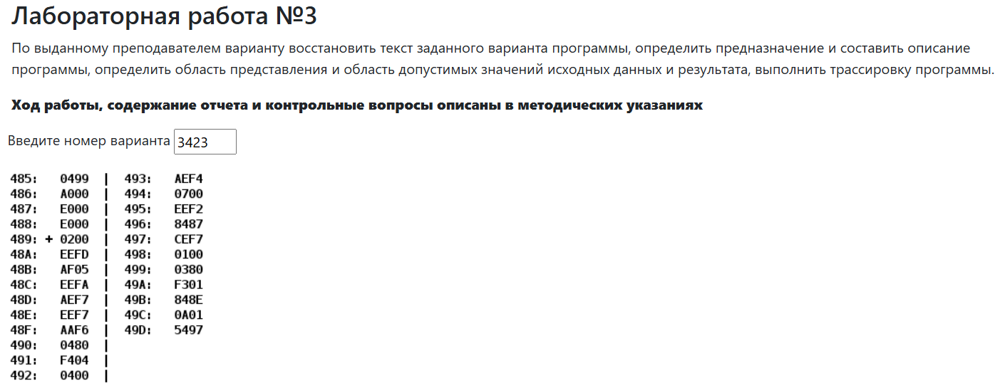 Лабораторная работа №3
По выданному преподавателем варианту восстановить текст заданного варианта программы, определить предназначение и составить описание
программы, определить область представления и область допустимых значений исходных данных и результата, выполнить трассировку программы.
Ход работы, содержание отчета и контрольные вопросы описаны в методических указаниях
Введите номер варианта 3423
485: 0499 | 493: AEF4
486: A000 | 494: 0700
487: E000 | 495: EEF2
488: E000 | 496: 8487
489: + 0200 | 497: CEF7
48A: EEFD | 498: 0100
48B: AF05 | 499: 0380
48C: EEFA | 49A: F301
48D: AEF7 | 49B: 848E
48E: EEF7 | 49C: 0A01
48F: AAF6 | 49D: 5497
490: 0480 |
491: F404 |
492: 0400 |